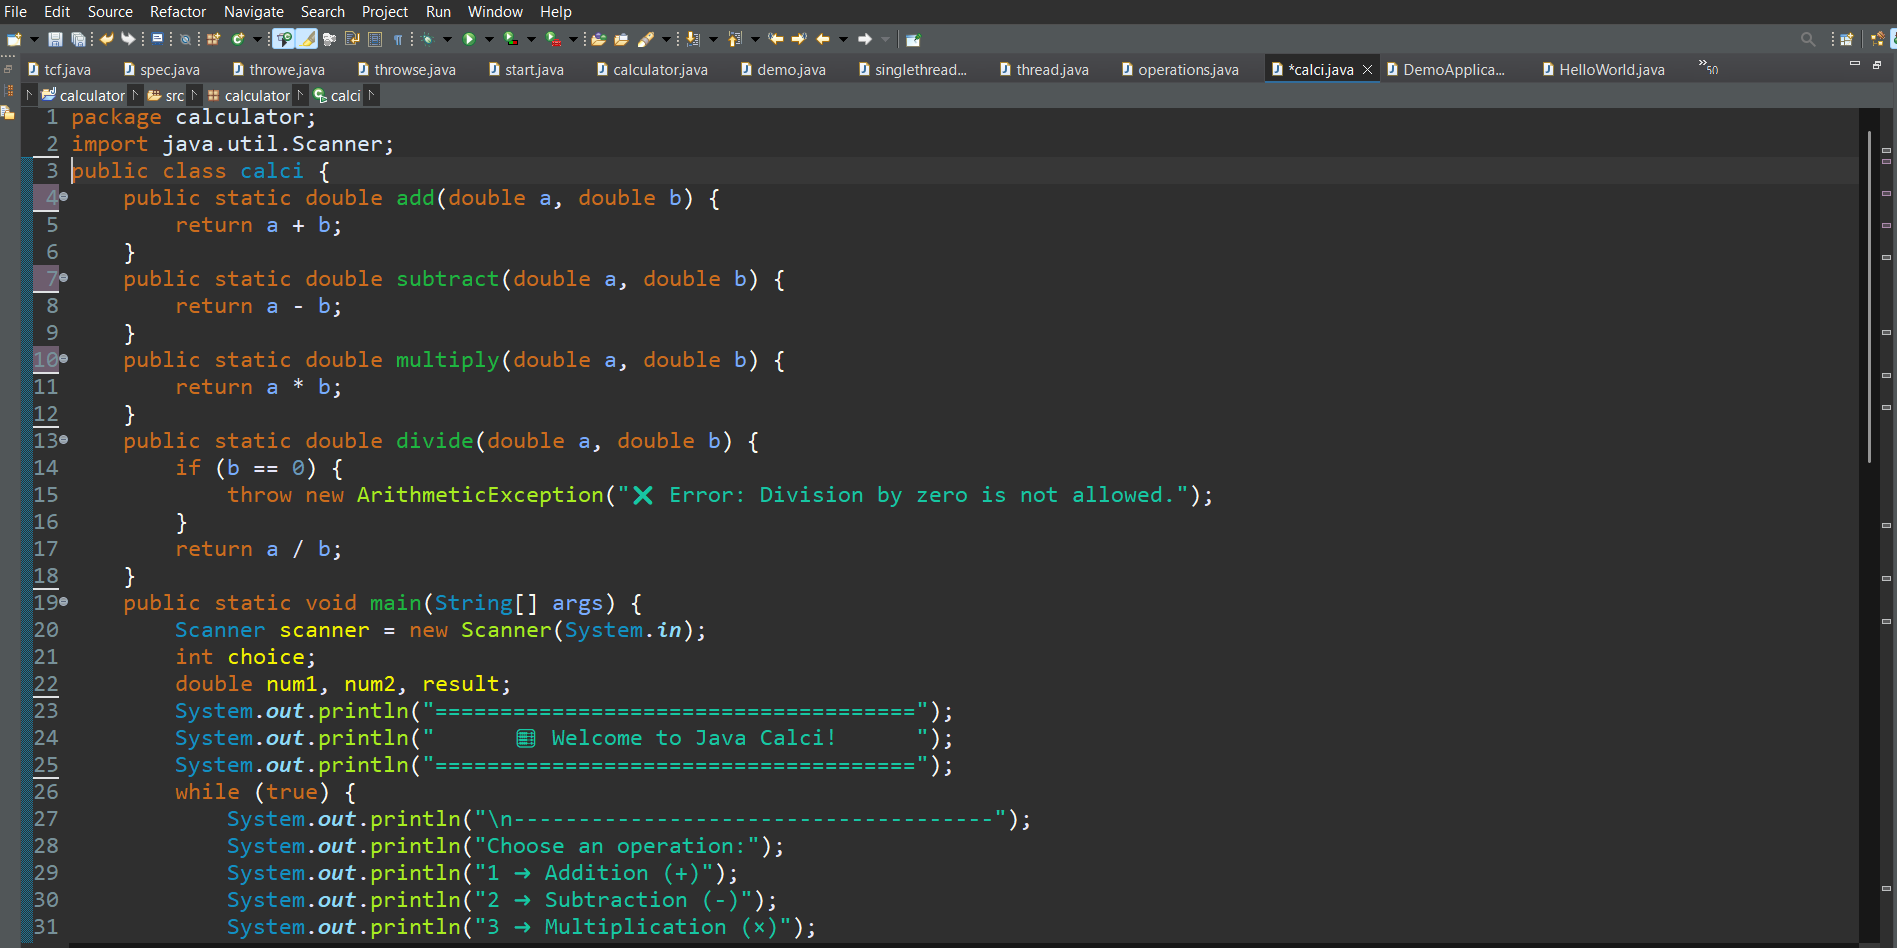 File Edit Source Refactor Navigate Search Project Run Window Help
tcf.java spec.java throwe.java throwse.java start.java calculator.java demo.java singlethread... thread.java operations.java *calci.java DemoApplica... HelloWorld.java »50
calculator src calculator calci
1 package calculator;
2 import java.util.Scanner;
3 public class calci {
4     public static double add(double a, double b) {
5         return a + b;
6     }
7     public static double subtract(double a, double b) {
8         return a - b;
9     }
10     public static double multiply(double a, double b) {
11         return a * b;
12     }
13     public static double divide(double a, double b) {
14         if (b == 0) {
15             throw new ArithmeticException("❌ Error: Division by zero is not allowed.");
16         }
17         return a / b;
18     }
19     public static void main(String[] args) {
20         Scanner scanner = new Scanner(System.in);
21         int choice;
22         double num1, num2, result;
23         System.out.println("=====================================");
24         System.out.println("      🧮 Welcome to Java Calci!      ");
25         System.out.println("=====================================");
26         while (true) {
27             System.out.println("\n-------------------------------------");
28             System.out.println("Choose an operation:");
29             System.out.println("1 → Addition (+)");
30             System.out.println("2 → Subtraction (-)");
31             System.out.println("3 → Multiplication (×)");